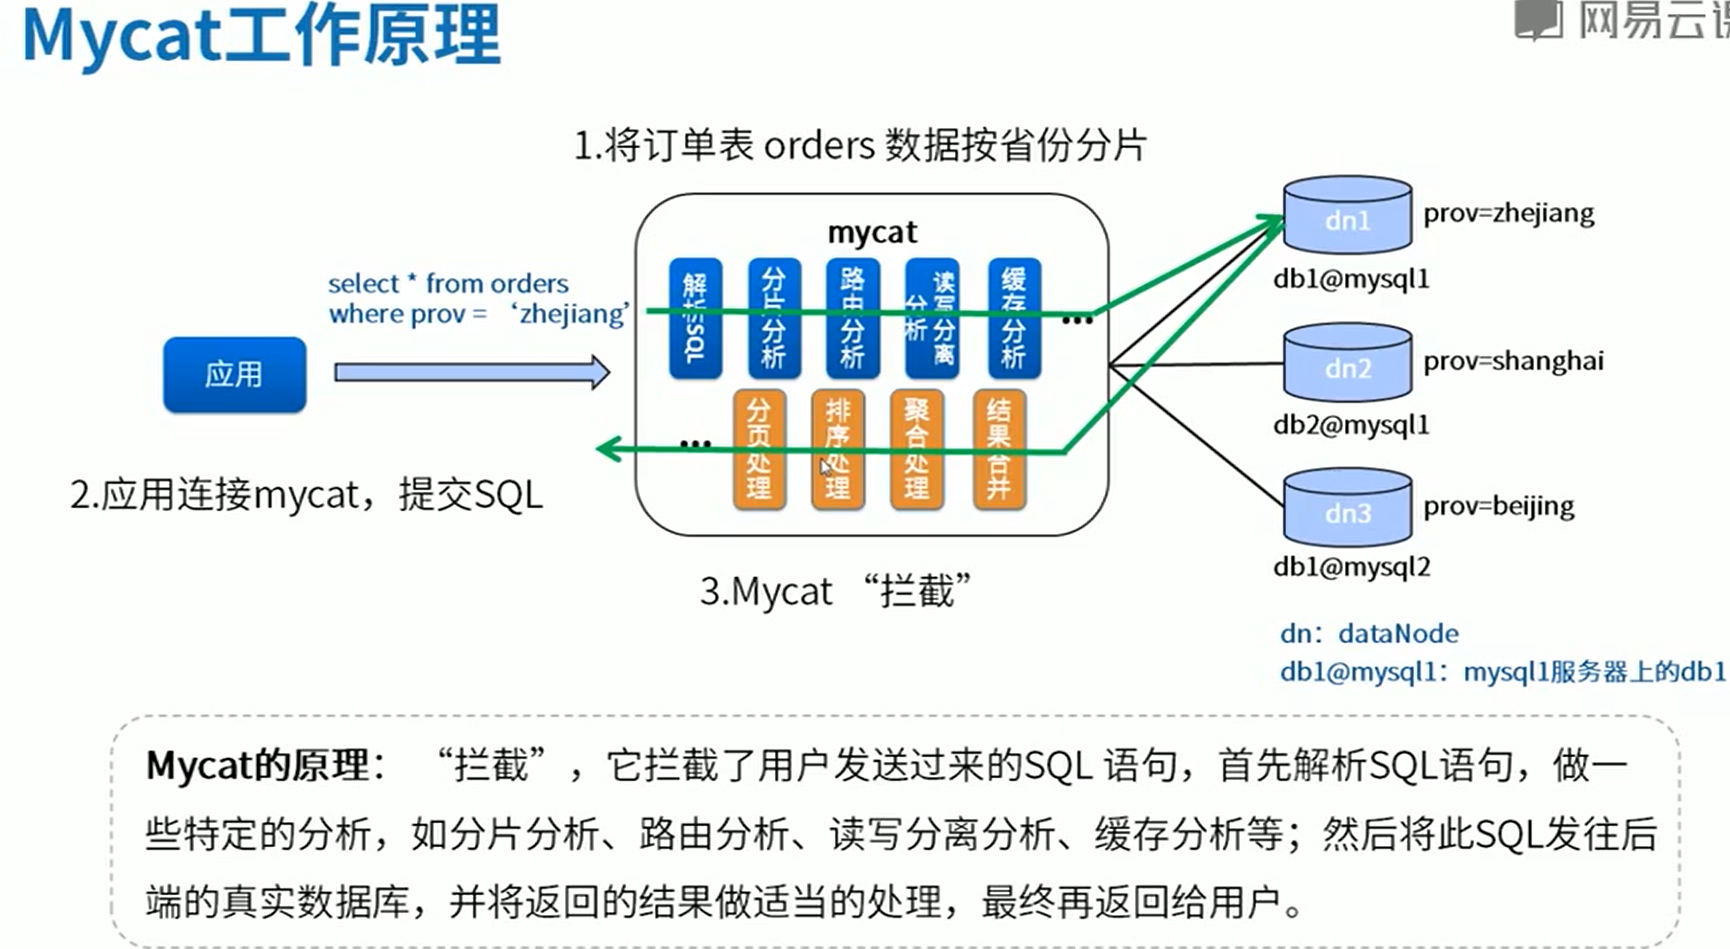 Mycat工作原理
网易云课
1.将订单表 orders 数据按省份分片
mycat
select * from orders
where prov = ‘zhejiang’
应用
解析SQL
分片分析
路由分析
读写分离
分析
缓存分析
...
...
分页处理
排序处理
聚合处理
结果合并
dn1
prov=zhejiang
db1@mysql1
dn2
prov=shanghai
db2@mysql1
dn3
prov=beijing
db1@mysql2
2.应用连接mycat，提交SQL
3.Mycat “拦截”
dn：dataNode
db1@mysql1：mysql1服务器上的db1
Mycat的原理： “拦截”，它拦截了用户发送过来的SQL 语句，首先解析SQL语句，做一
些特定的分析，如分片分析、路由分析、读写分离分析、缓存分析等；然后将此SQL发往后
端的真实数据库，并将返回的结果做适当的处理，最终再返回给用户。